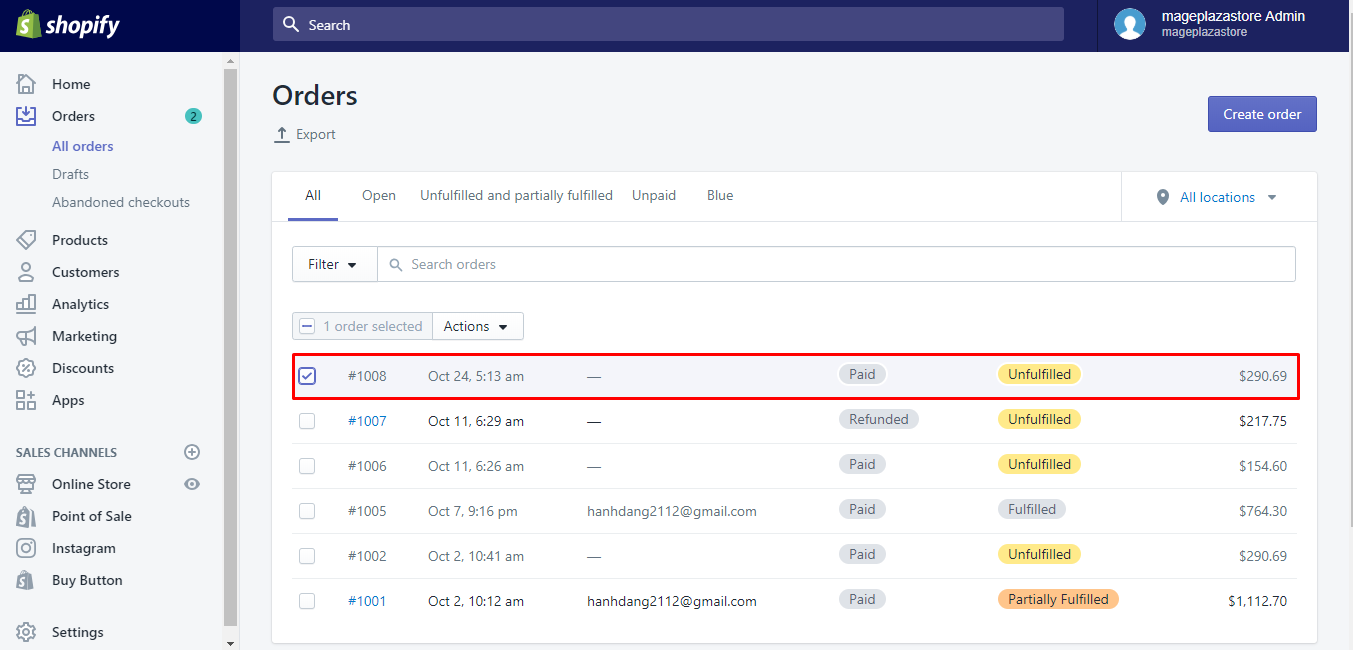 shopify
Search
mageplazastore Admin
mageplazastore
Home
Orders 2
All orders
Drafts
Abandoned checkouts
Products
Customers
Analytics
Marketing
Discounts
Apps
SALES CHANNELS
Online Store
Point of Sale
Instagram
Buy Button
Settings
Orders
Export
Create order
All Open Unfulfilled and partially fulfilled Unpaid Blue All locations
Filter Search orders
1 order selected Actions
#1008 Oct 24, 5:13 am — Paid Unfulfilled $290.69
#1007 Oct 11, 6:29 am — Refunded Unfulfilled $217.75
#1006 Oct 11, 6:26 am — Paid Unfulfilled $154.60
#1005 Oct 7, 9:16 pm hanhdang2112@gmail.com Paid Fulfilled $764.30
#1002 Oct 2, 10:41 am — Paid Unfulfilled $290.69
#1001 Oct 2, 10:12 am hanhdang2112@gmail.com Paid Partially Fulfilled $1,112.70